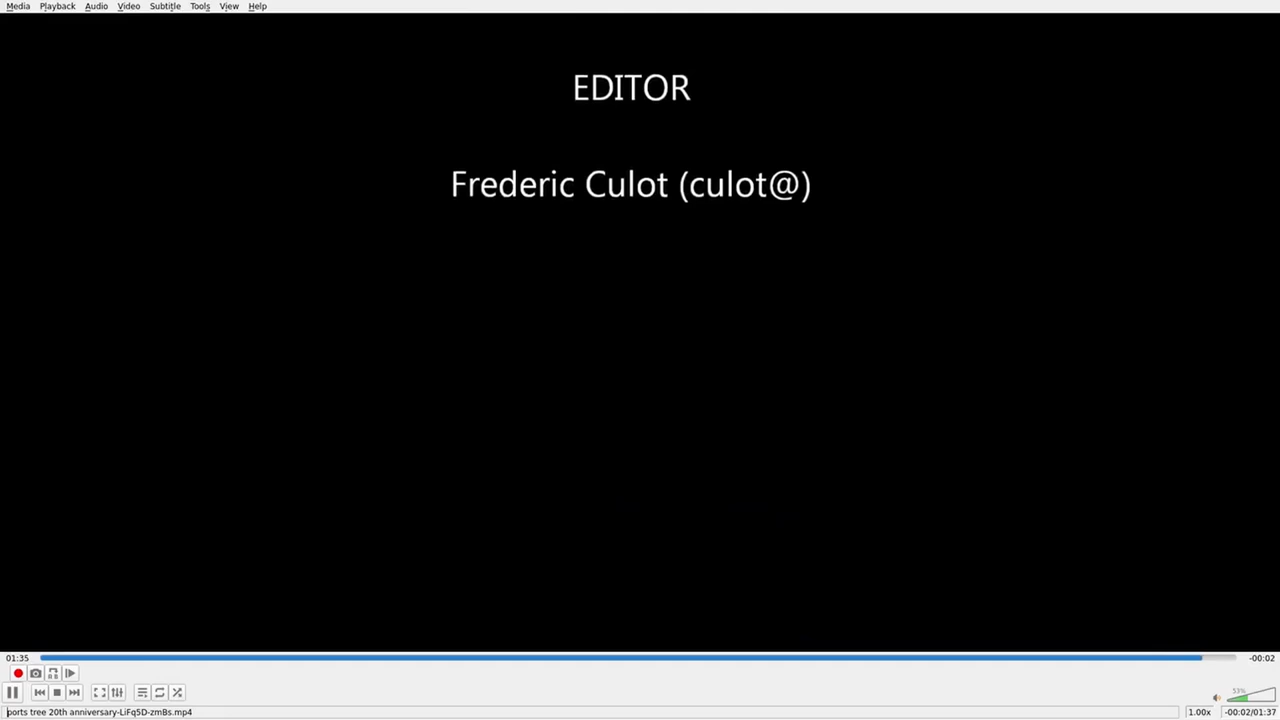 Media Playback Audio Video Subtitle Tools View Help
EDITOR
Frederic Culot (culot@)
01:35 -00:02
53%
ports tree 20th anniversary-LiFq5D-zmBs.mp4 1.00x -00:02/01:37